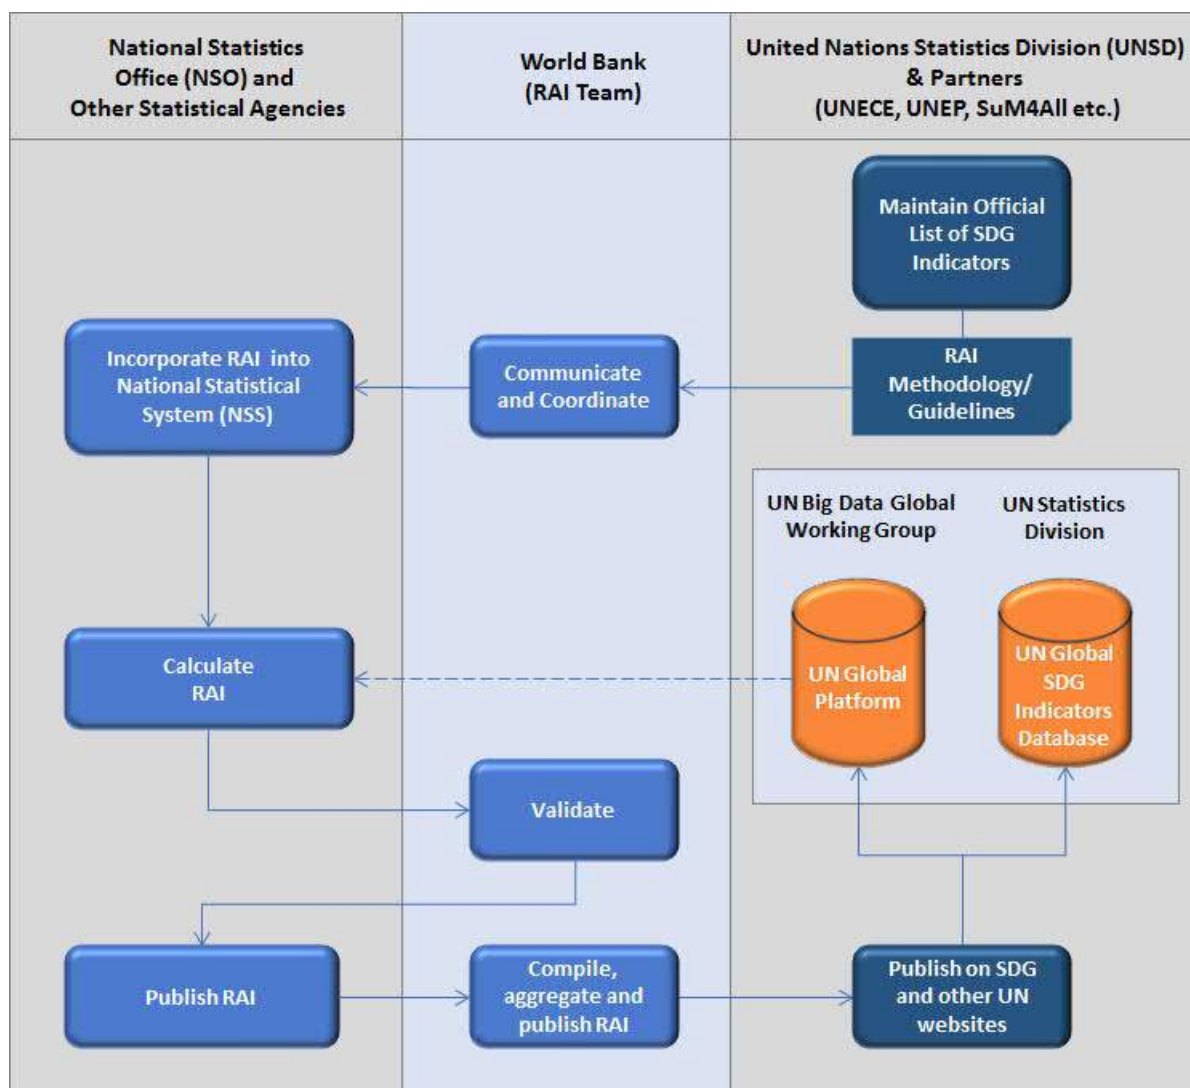 National Statistics
Office (NSO) and
Other Statistical Agencies
World Bank
(RAI Team)
United Nations Statistics Division (UNSD)
& Partners
(UNECE, UNEP, SuM4All etc.)
Maintain Official
List of SDG
Indicators
Incorporate RAI into
National Statistical
System (NSS)
Communicate
and Coordinate
RAI
Methodology/
Guidelines
UN Big Data Global
Working Group
UN Statistics
Division
Calculate
RAI
UN Global
Platform
UN Global
SDG
Indicators
Database
Validate
Publish RAI
Compile,
aggregate and
publish RAI
Publish on SDG
and other UN
websites